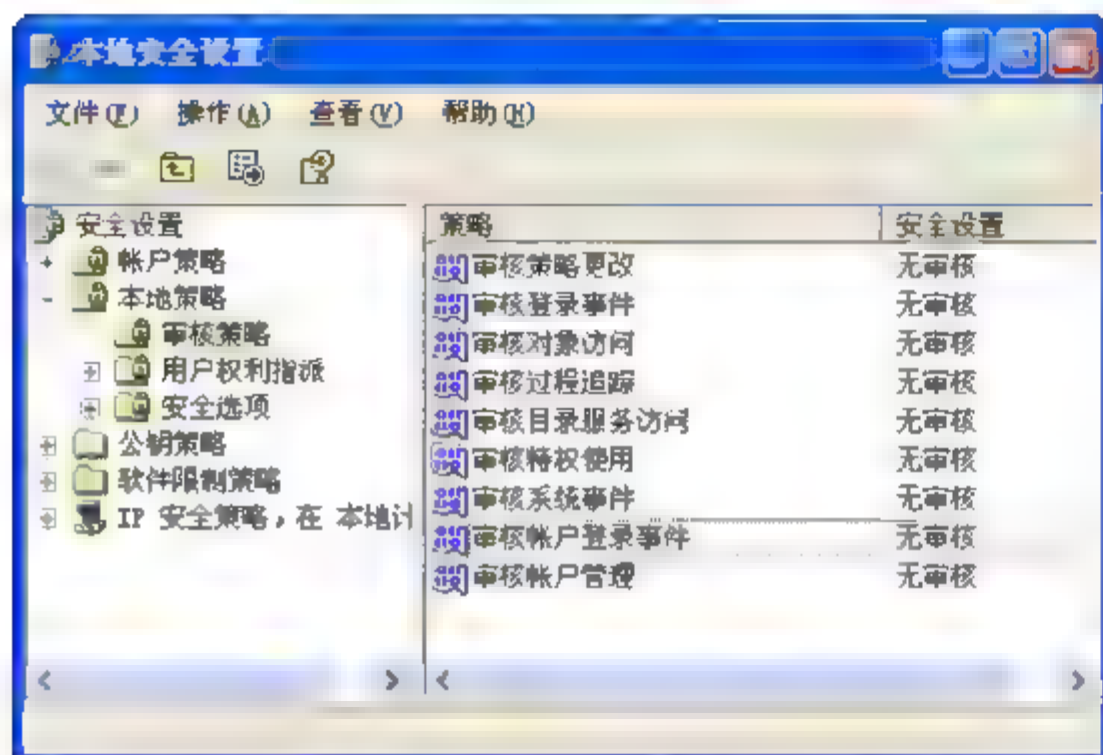 本地安全设置
文件(F) 操作(A) 查看(V) 帮助(H)
安全设置
帐户策略
本地策略
审核策略
用户权利指派
安全选项
公钥策略
软件限制策略
IP 安全策略，在 本地计
策略 安全设置
审核策略更改 无审核
审核登录事件 无审核
审核对象访问 无审核
审核过程追踪 无审核
审核目录服务访问 无审核
审核特权使用 无审核
审核系统事件 无审核
审核帐户登录事件 无审核
审核帐户管理 无审核